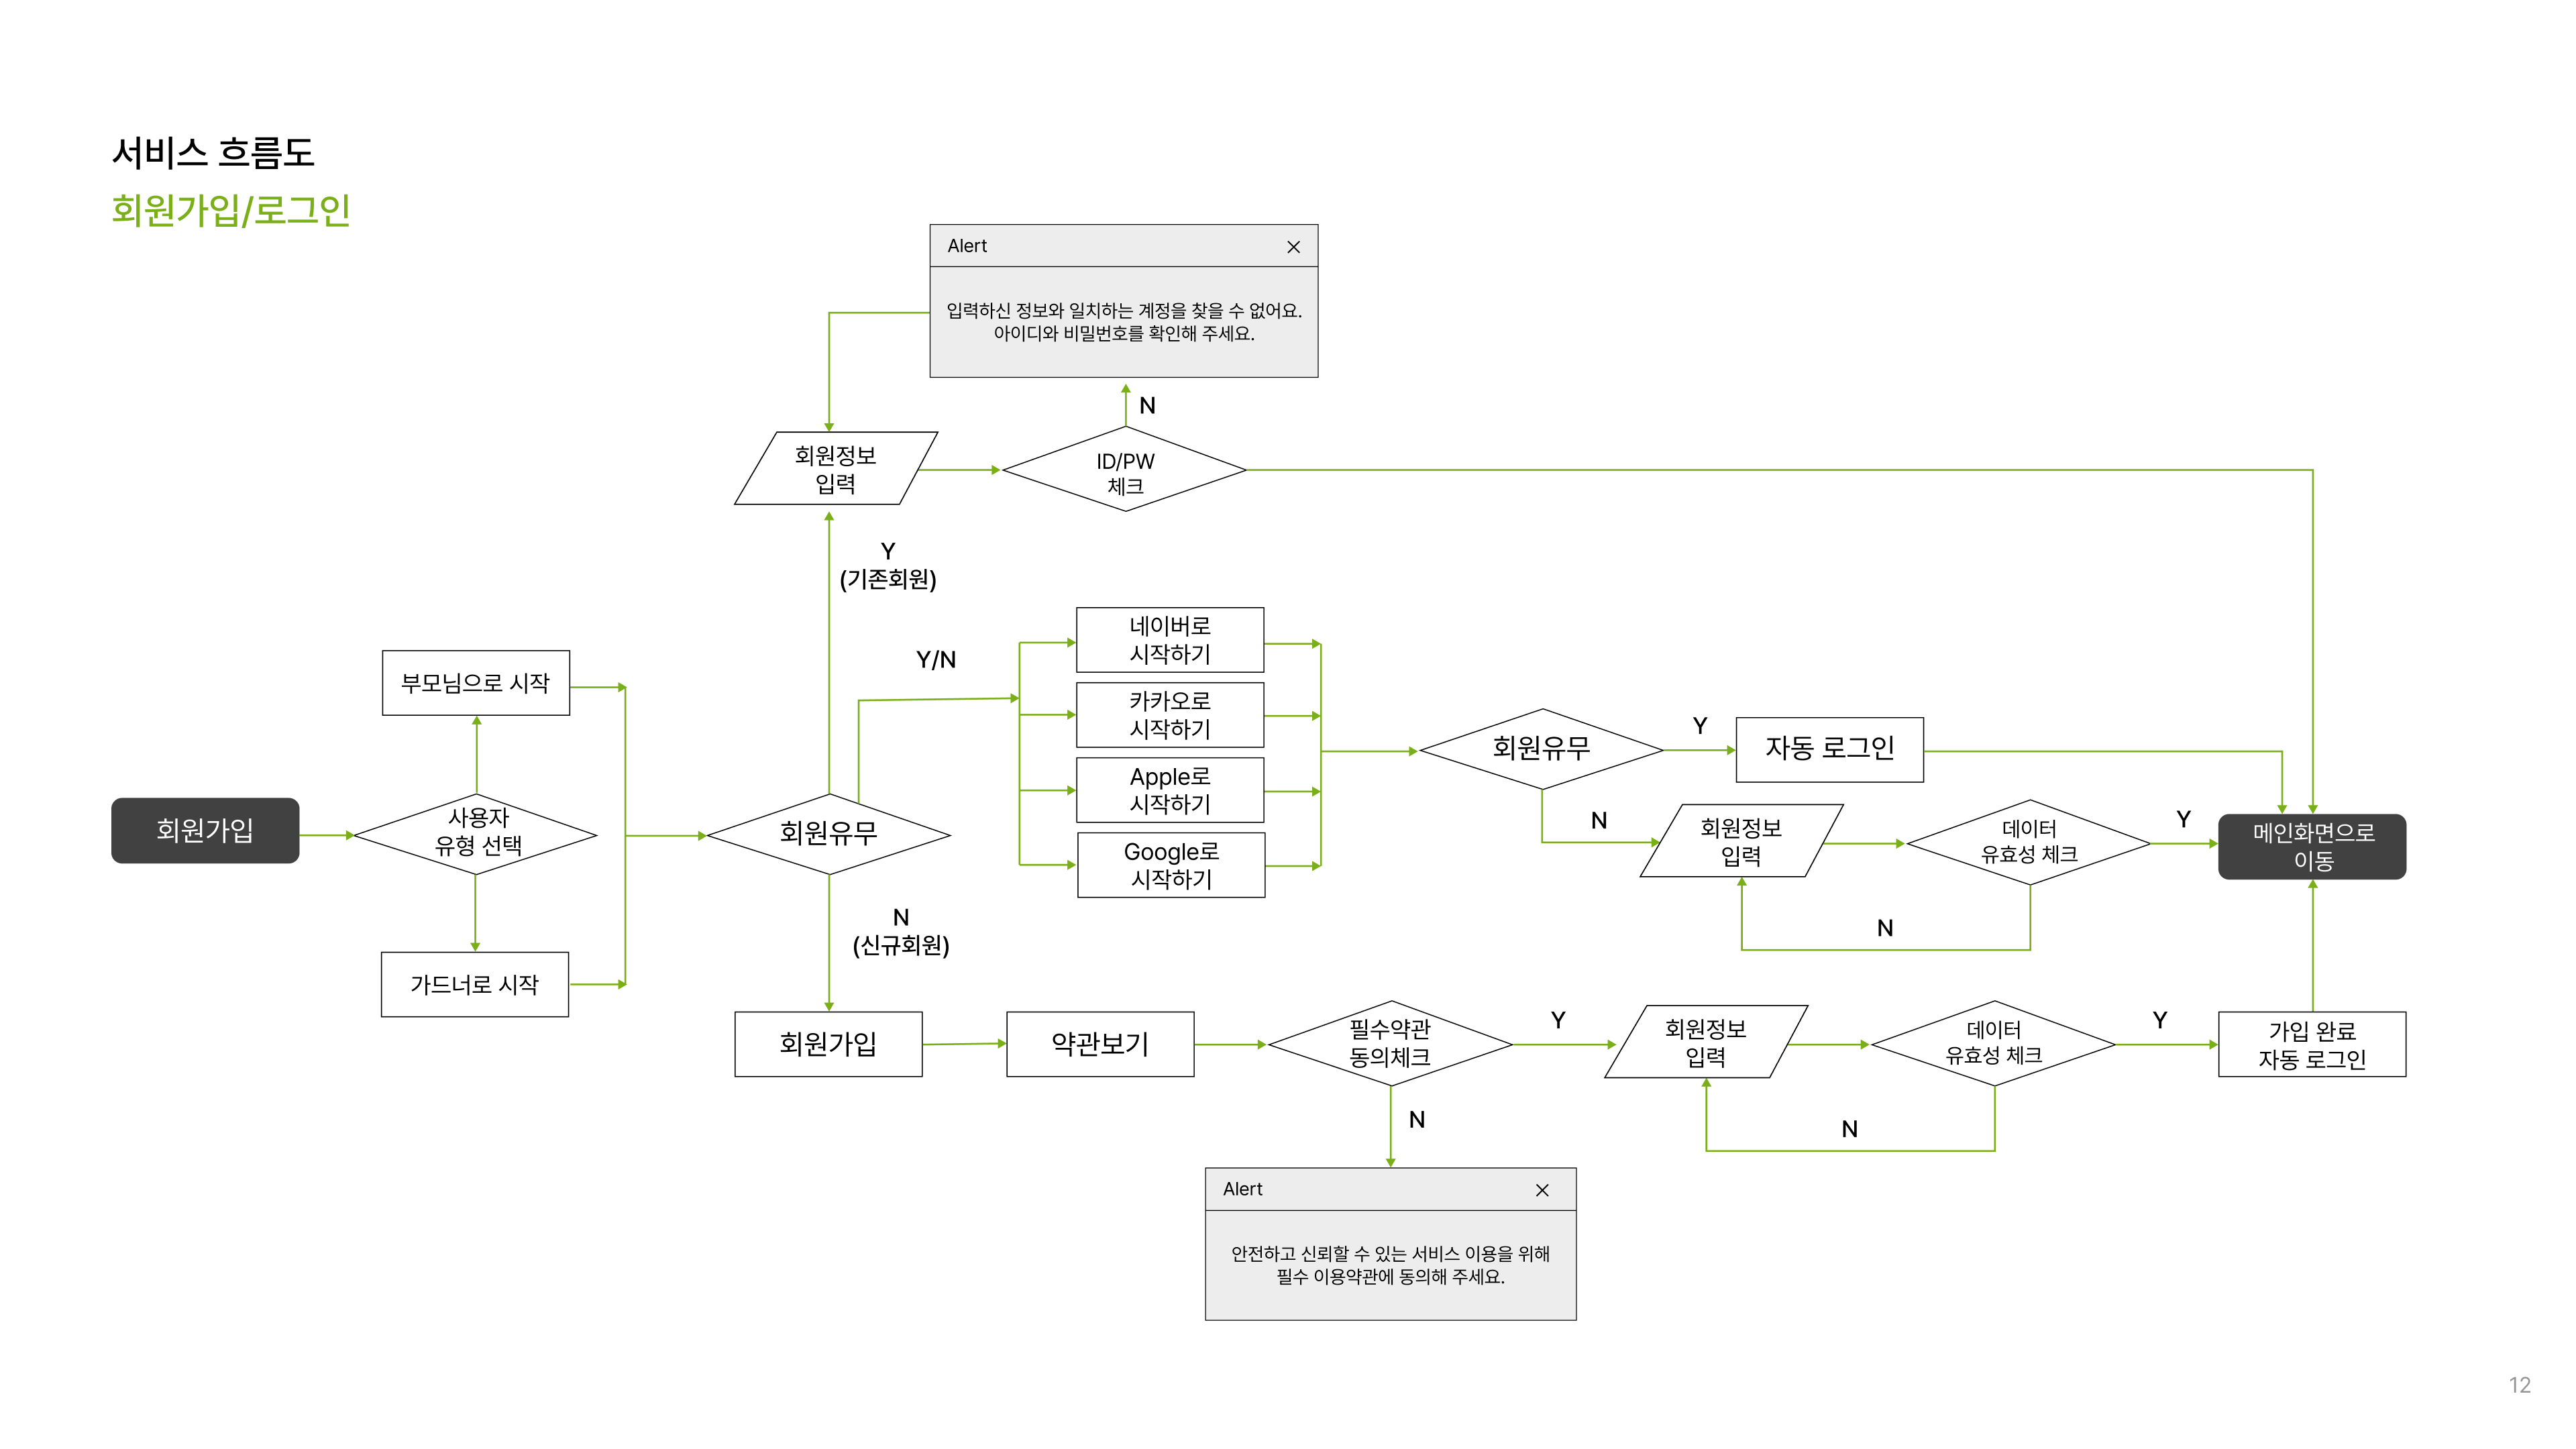 서비스 흐름도
회원가입/로그인
Alert
입력하신 정보와 일치하는 계정을 찾을 수 없어요.
아이디와 비밀번호를 확인해 주세요.
N
회원정보
입력
ID/PW
체크
Y
(기존회원)
Y/N
네이버로
시작하기
카카오로
시작하기
Apple로
시작하기
Google로
시작하기
부모님으로 시작
회원가입
사용자
유형 선택
가드너로 시작
회원유무
회원유무
Y
자동 로그인
N
회원정보
입력
데이터
유효성 체크
Y
메인화면으로
이동
N
N
(신규회원)
회원가입
약관보기
필수약관
동의체크
Y
회원정보
입력
데이터
유효성 체크
Y
가입 완료
자동 로그인
N
N
Alert
안전하고 신뢰할 수 있는 서비스 이용을 위해
필수 이용약관에 동의해 주세요.
12